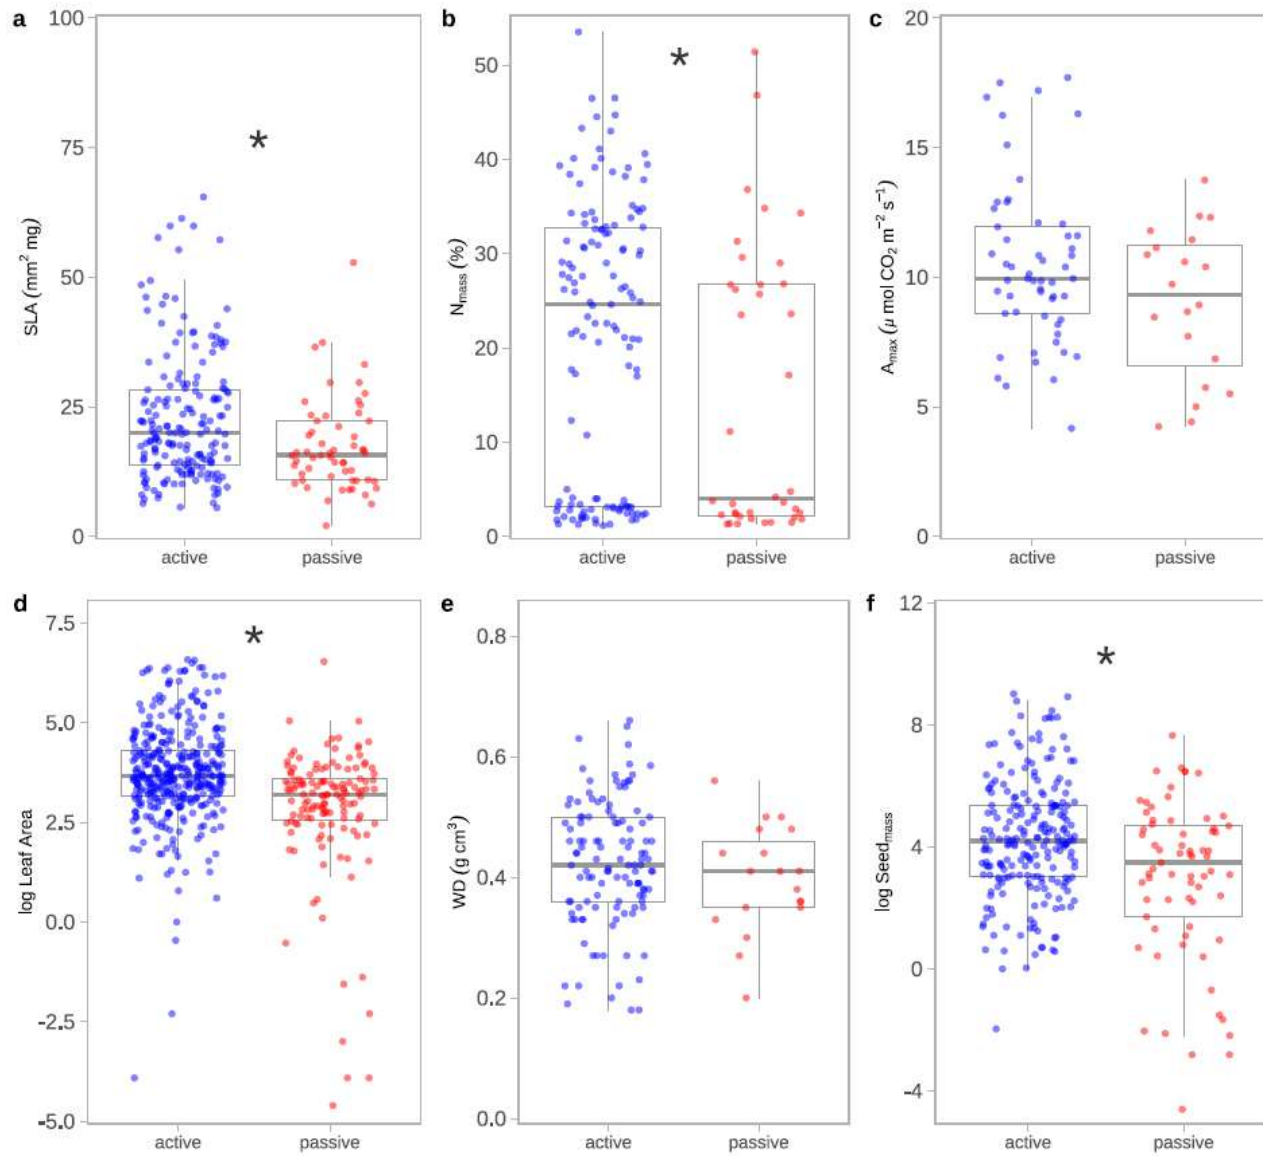 a
100
75
50
25
0
SLA (mm² mg)
*
active passive
b
50
40
30
20
10
0
Nmass (%)
*
active passive
c
20
15
10
5
0
Amax (μ mol CO₂ m⁻² s⁻¹)
active passive
d
7.5
5.0
2.5
0.0
-2.5
-5.0
log Leaf Area
*
active passive
e
0.8
0.6
0.4
0.2
0.0
WD (g cm³)
active passive
f
12
8
4
0
-4
log Seedmass
*
active passive